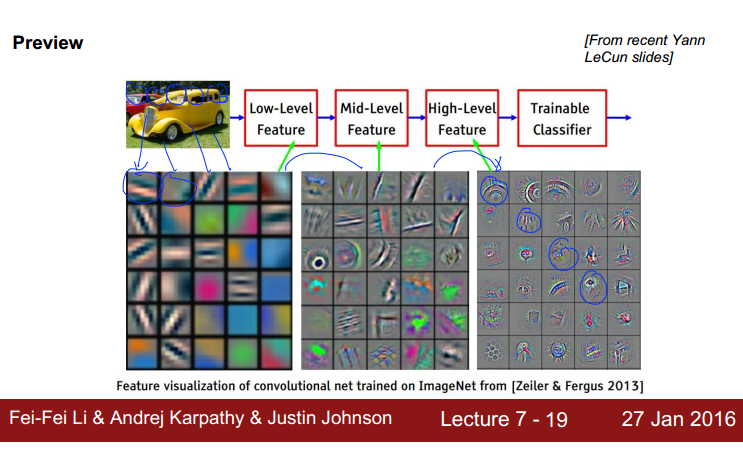 Preview
[From recent Yann
LeCun slides]
Low-Level
Feature
Mid-Level
Feature
High-Level
Feature
Trainable
Classifier
Feature visualization of convolutional net trained on ImageNet from [Zeiler & Fergus 2013]
Fei-Fei Li & Andrej Karpathy & Justin Johnson
Lecture 7 - 19
27 Jan 2016